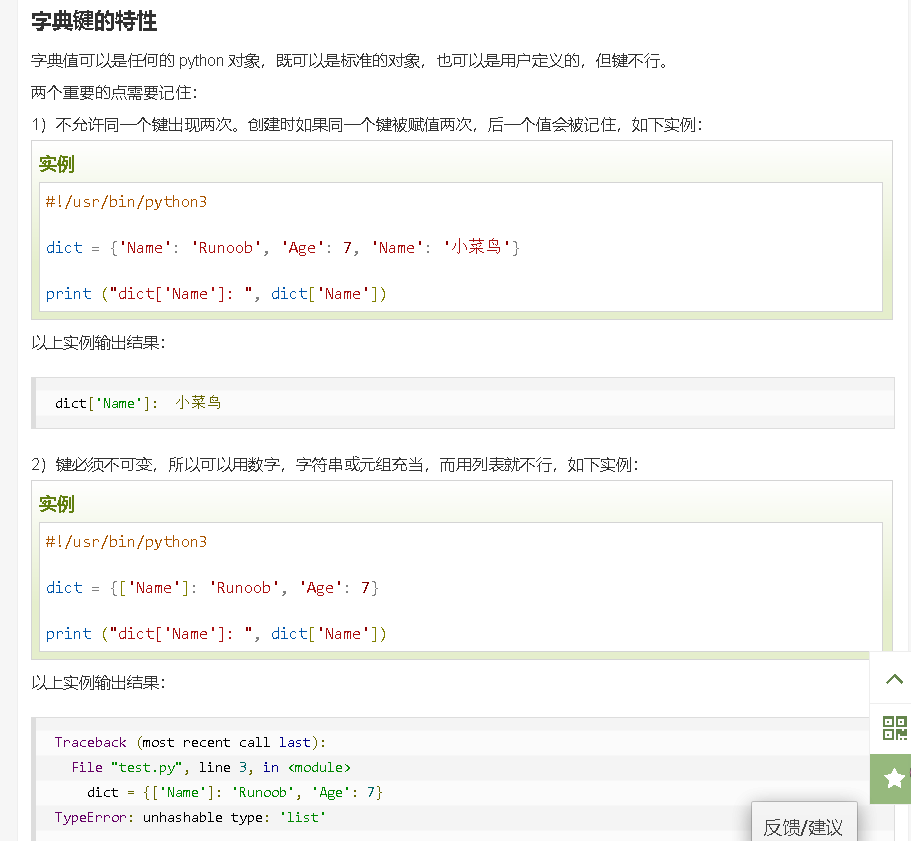 字典键的特性
字典值可以是任何的 python 对象，既可以是标准的对象，也可以是用户定义的，但键不行。
两个重要的点需要记住：
1）不允许同一个键出现两次。创建时如果同一个键被赋值两次，后一个值会被记住，如下实例：
实例
#!/usr/bin/python3
dict = {'Name': 'Runoob', 'Age': 7, 'Name': '小菜鸟'}
print ("dict['Name']: ", dict['Name'])
以上实例输出结果：
dict['Name']:  小菜鸟
2）键必须不可变，所以可以用数字，字符串或元组充当，而用列表就不行，如下实例：
实例
#!/usr/bin/python3
dict = {['Name']: 'Runoob', 'Age': 7}
print ("dict['Name']: ", dict['Name'])
以上实例输出结果：
Traceback (most recent call last):
  File "test.py", line 3, in <module>
    dict = {['Name']: 'Runoob', 'Age': 7}
TypeError: unhashable type: 'list'
反馈/建议